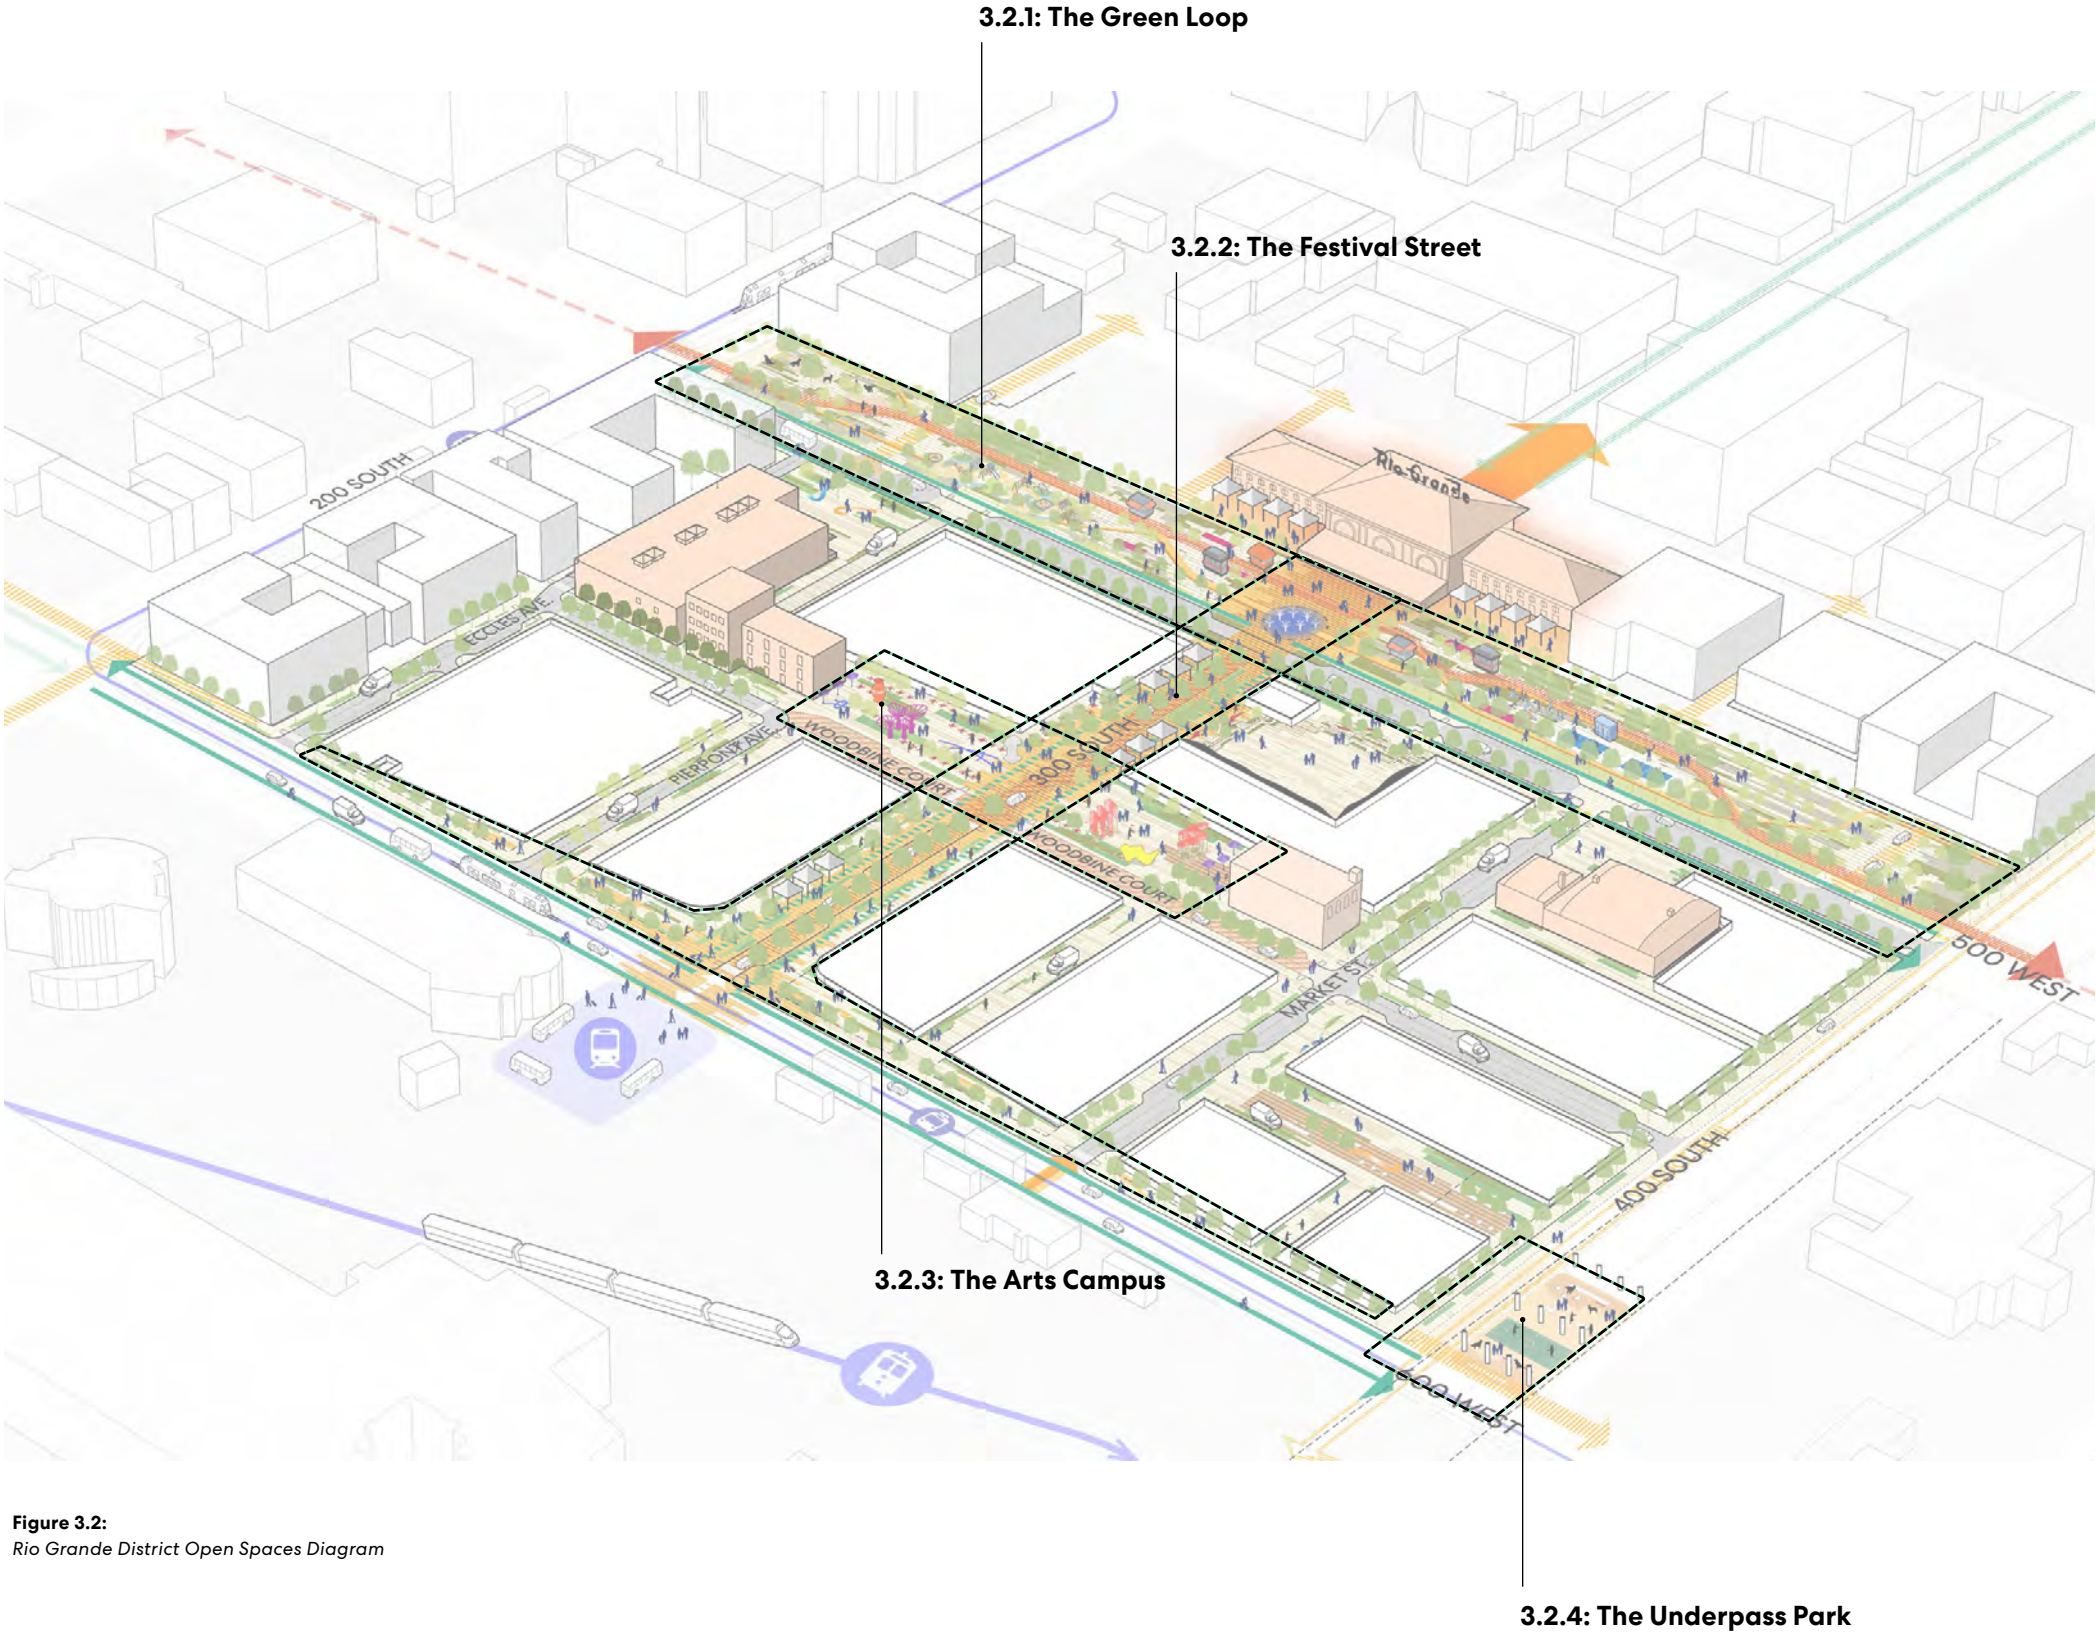 3.2.1: The Green Loop
3.2.2: The Festival Street
Rio Grande
200 SOUTH
ECCLES AVE.
PIERPONT AVE.
WOODBINE COURT
300 SOUTH
WOODBINE COURT
MARKET ST.
500 WEST
400 SOUTH
3.2.3: The Arts Campus
600 WEST
Figure 3.2:
Rio Grande District Open Spaces Diagram
3.2.4: The Underpass Park